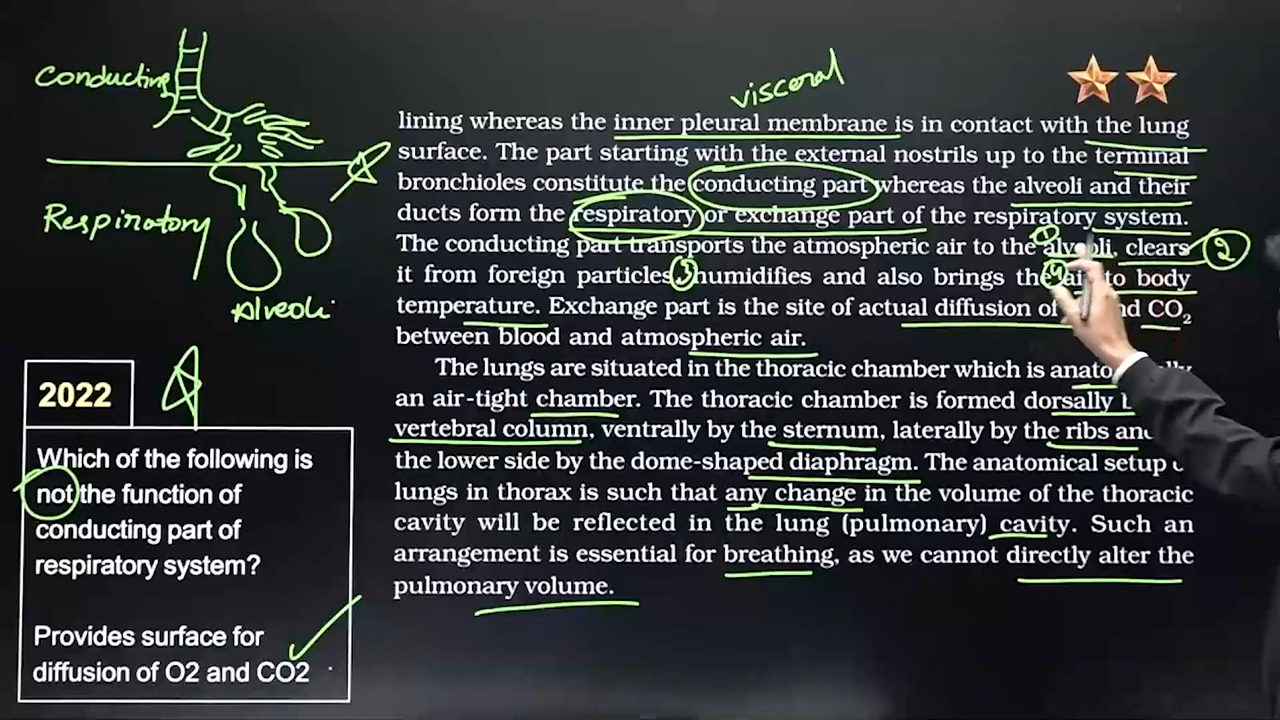 Conducting
Respiratory
Alveoli
visceral
lining whereas the inner pleural membrane is in contact with the lung
surface. The part starting with the external nostrils up to the terminal
bronchioles constitute the conducting part whereas the alveoli and their
ducts form the respiratory or exchange part of the respiratory system.
The conducting part transports the atmospheric air to the alveoli, clears
it from foreign particles, humidifies and also brings the air to body
temperature. Exchange part is the site of actual diffusion of CO₂
between blood and atmospheric air.
The lungs are situated in the thoracic chamber which is
an air-tight chamber. The thoracic chamber is formed dorsally
vertebral column, ventrally by the sternum, laterally by the ribs
the lower side by the dome-shaped diaphragm. The anatomical setup
lungs in thorax is such that any change in the volume of the thoracic
cavity will be reflected in the lung (pulmonary) cavity. Such an
arrangement is essential for breathing, as we cannot directly alter the
pulmonary volume.
1
2
3
4
2022
Which of the following is
not the function of
conducting part of
respiratory system?
Provides surface for
diffusion of O2 and CO2